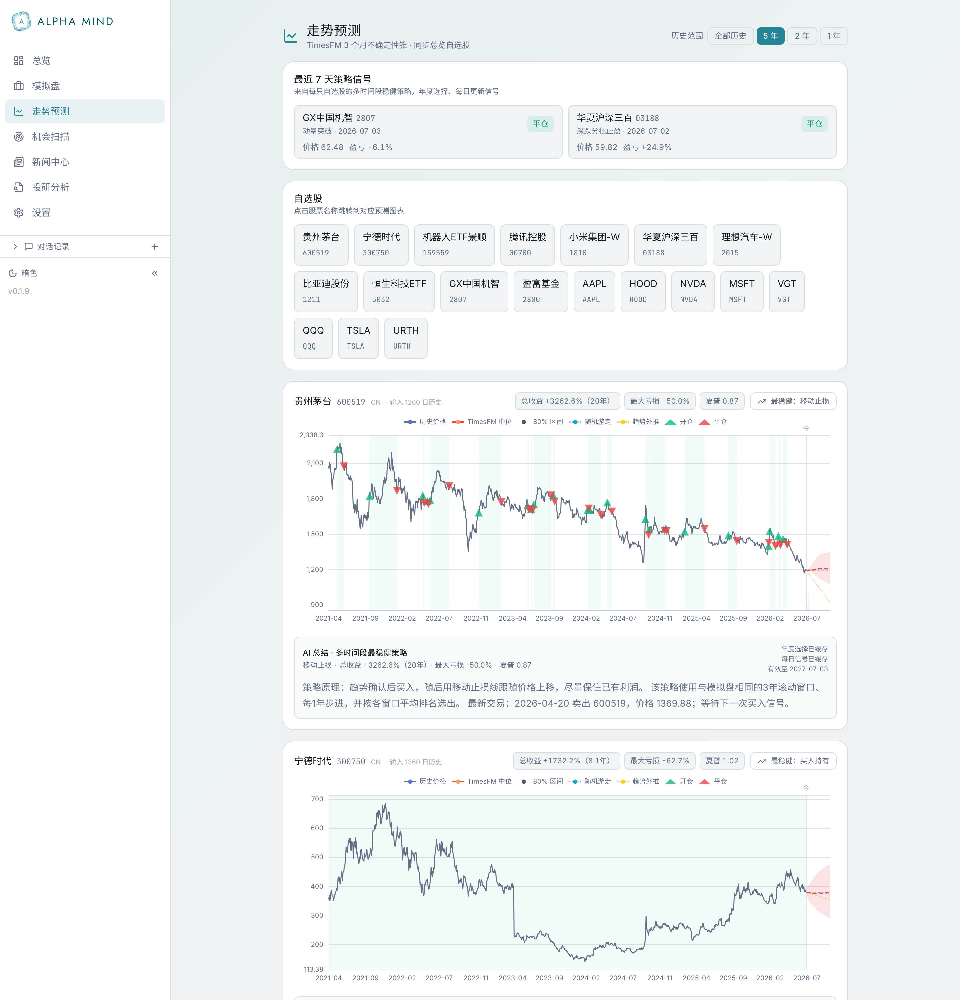 ALPHA MIND
总览
模拟盘
走势预测
机会扫描
新闻中心
投研分析
设置
对话记录
暗色
v0.1.9
走势预测
TimesFM 3 个月不确定性锥 · 同步总览自选股
历史范围 全部历史 5 年 2 年 1 年
最近 7 天策略信号
来自每只自选股的多时间段稳健策略，年度选择、每日更新信号
GX中国机智 2807
动量突破 · 2026-07-03
平仓
价格 62.48 盈亏 -6.1%
华夏沪深三百 03188
深跌分批止盈 · 2026-07-02
平仓
价格 59.82 盈亏 +24.9%
自选股
点击股票名称跳转到对应预测图表
贵州茅台 宁德时代 机器人ETF景顺 腾讯控股 小米集团-W 华夏沪深三百 理想汽车-W
600519 300750 159559 00700 1810 03188 2015
比亚迪股份 恒生科技ETF GX中国机智 盈富基金 AAPL HOOD NVDA MSFT VGT
1211 3032 2807 2800 AAPL HOOD NVDA MSFT VGT
QQQ TSLA URTH
QQQ TSLA URTH
贵州茅台 600519 CN · 输入 1260 日历史
总收益 +3262.6%（20年） 最大亏损 -50.0% 夏普 0.87 最稳健：移动止损
历史价格 TimesFM 中位 80% 区间 随机游走 趋势外推 开仓 平仓
今
2,338.3
2,100
1,800
1,500
1,200
900
2021-04 2021-09 2022-02 2022-07 2022-11 2023-04 2023-09 2024-02 2024-07 2024-11 2025-04 2025-09 2026-02 2026-07
AI 总结 · 多时间段最稳健策略
移动止损 · 总收益 +3262.6%（20年）· 最大亏损 -50.0% · 夏普 0.87
年度选择已缓存
每日信号已缓存
有效至 2027-07-03
策略原理：趋势确认后买入，随后用移动止损线跟随价格上移，尽量保住已有利润。 该策略使用与模拟盘相同的3年滚动窗口、
每1年步进，并按各窗口平均排名选出。 最新交易：2026-04-20 卖出 600519，价格 1369.88；等待下一次买入信号。
宁德时代 300750 CN · 输入 1260 日历史
总收益 +1732.2%（8.1年） 最大亏损 -62.7% 夏普 1.02 最稳健：买入持有
历史价格 TimesFM 中位 80% 区间 随机游走 趋势外推 开仓 平仓
今
700
600
500
400
300
200
113.38
2021-04 2021-09 2022-02 2022-07 2022-11 2023-04 2023-09 2024-02 2024-07 2024-11 2025-04 2025-09 2026-02 2026-07